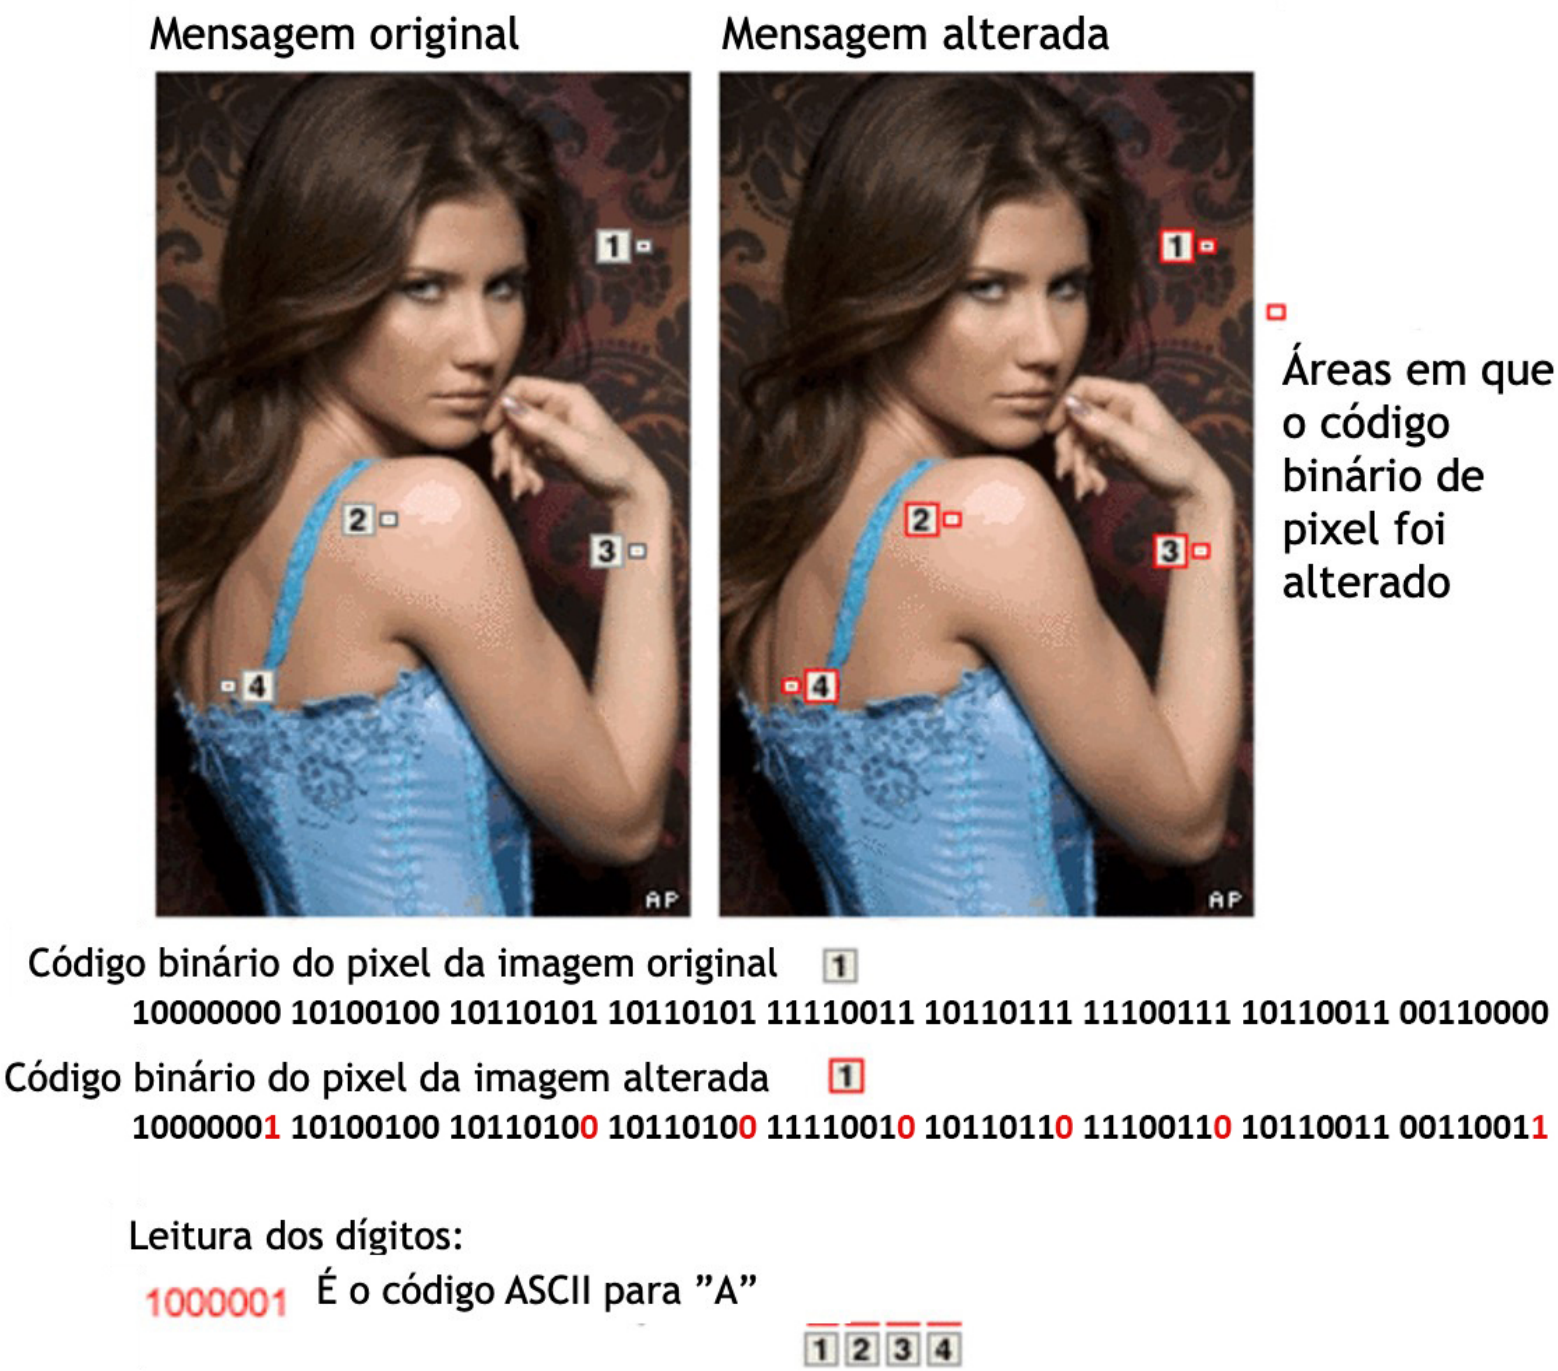 Mensagem original
Mensagem alterada
1
1
Áreas em que
o código
binário de
pixel foi
alterado
2
3
2
3
4
4
AP
AP
Código binário do pixel da imagem original 1
10000000 10100100 10110101 10110101 11110011 10110111 11100111 10110011 00110000
Código binário do pixel da imagem alterada 1
10000001 10100100 10110100 10110100 11110010 10110110 11100110 10110011 00110011
Leitura dos dígitos:
1000001 É o código ASCII para ”A”
1 2 3 4